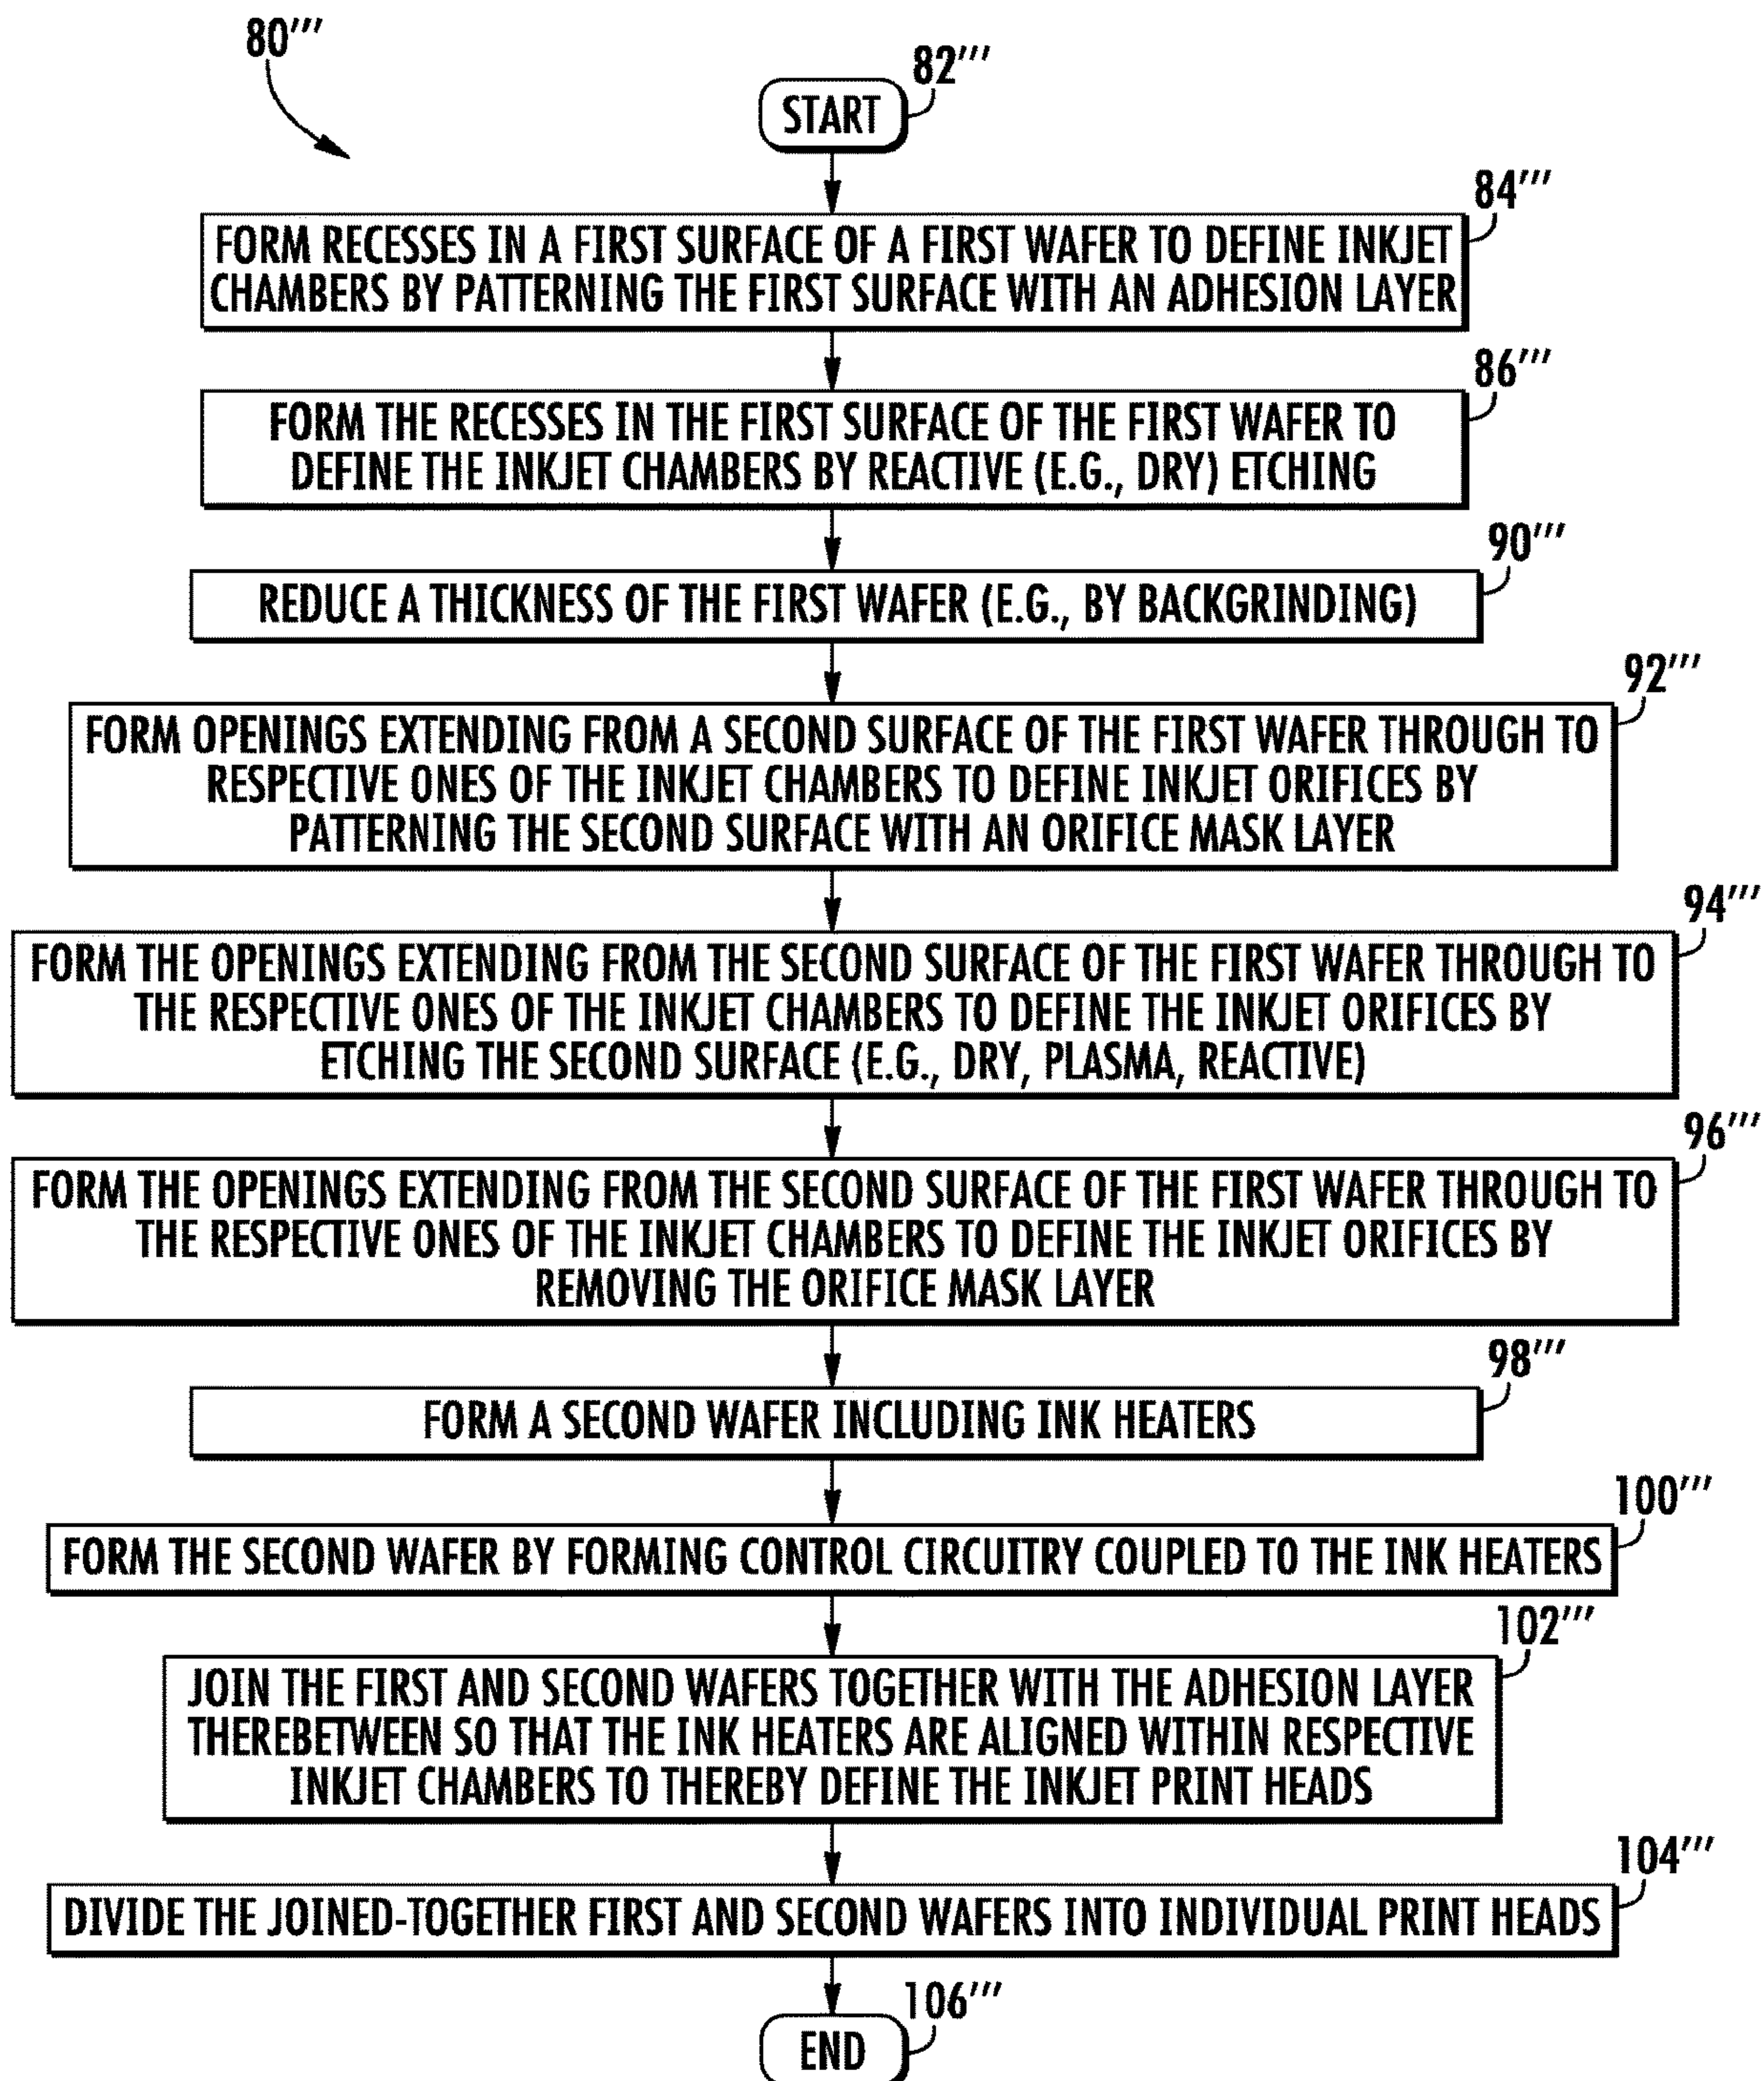 80'''
82'''
START
84'''
FORM RECESSES IN A FIRST SURFACE OF A FIRST WAFER TO DEFINE INKJET
CHAMBERS BY PATTERNING THE FIRST SURFACE WITH AN ADHESION LAYER
86'''
FORM THE RECESSES IN THE FIRST SURFACE OF THE FIRST WAFER TO
DEFINE THE INKJET CHAMBERS BY REACTIVE (E.G., DRY) ETCHING
90'''
REDUCE A THICKNESS OF THE FIRST WAFER (E.G., BY BACKGRINDING)
92'''
FORM OPENINGS EXTENDING FROM A SECOND SURFACE OF THE FIRST WAFER THROUGH TO
RESPECTIVE ONES OF THE INKJET CHAMBERS TO DEFINE INKJET ORIFICES BY
PATTERNING THE SECOND SURFACE WITH AN ORIFICE MASK LAYER
94'''
FORM THE OPENINGS EXTENDING FROM THE SECOND SURFACE OF THE FIRST WAFER THROUGH TO
THE RESPECTIVE ONES OF THE INKJET CHAMBERS TO DEFINE THE INKJET ORIFICES BY
ETCHING THE SECOND SURFACE (E.G., DRY, PLASMA, REACTIVE)
96'''
FORM THE OPENINGS EXTENDING FROM THE SECOND SURFACE OF THE FIRST WAFER THROUGH TO
THE RESPECTIVE ONES OF THE INKJET CHAMBERS TO DEFINE THE INKJET ORIFICES BY
REMOVING THE ORIFICE MASK LAYER
98'''
FORM A SECOND WAFER INCLUDING INK HEATERS
100'''
FORM THE SECOND WAFER BY FORMING CONTROL CIRCUITRY COUPLED TO THE INK HEATERS
102'''
JOIN THE FIRST AND SECOND WAFERS TOGETHER WITH THE ADHESION LAYER
THEREBETWEEN SO THAT THE INK HEATERS ARE ALIGNED WITHIN RESPECTIVE
INKJET CHAMBERS TO THEREBY DEFINE THE INKJET PRINT HEADS
104'''
DIVIDE THE JOINED-TOGETHER FIRST AND SECOND WAFERS INTO INDIVIDUAL PRINT HEADS
106'''
END